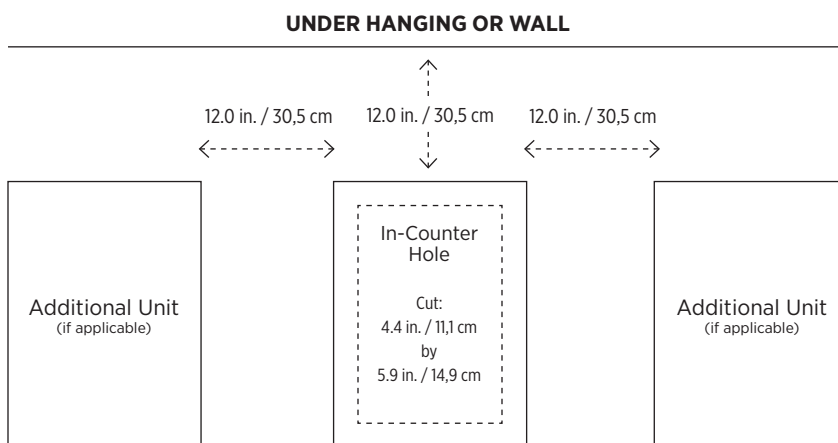 UNDER HANGING OR WALL
12.0 in. / 30,5 cm
12.0 in. / 30,5 cm
12.0 in. / 30,5 cm
In-Counter
Hole
Cut:
4.4 in. / 11,1 cm
by
5.9 in. / 14,9 cm
Additional Unit
(if applicable)
Additional Unit
(if applicable)